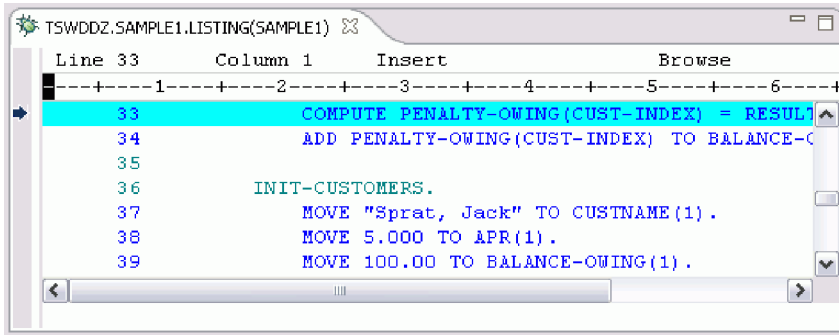 TSWDDZ.SAMPLE1.LISTING(SAMPLE1)
Line 33 Column 1 Insert Browse
----+----1----+----2----+----3----+----4----+----5----+----6----+
33 COMPUTE PENALTY-OWING(CUST-INDEX) = RESULT
34 ADD PENALTY-OWING(CUST-INDEX) TO BALANCE-O
35
36 INIT-CUSTOMERS.
37 MOVE "Sprat, Jack" TO CUSTNAME(1).
38 MOVE 5.000 TO APR(1).
39 MOVE 100.00 TO BALANCE-OWING(1).